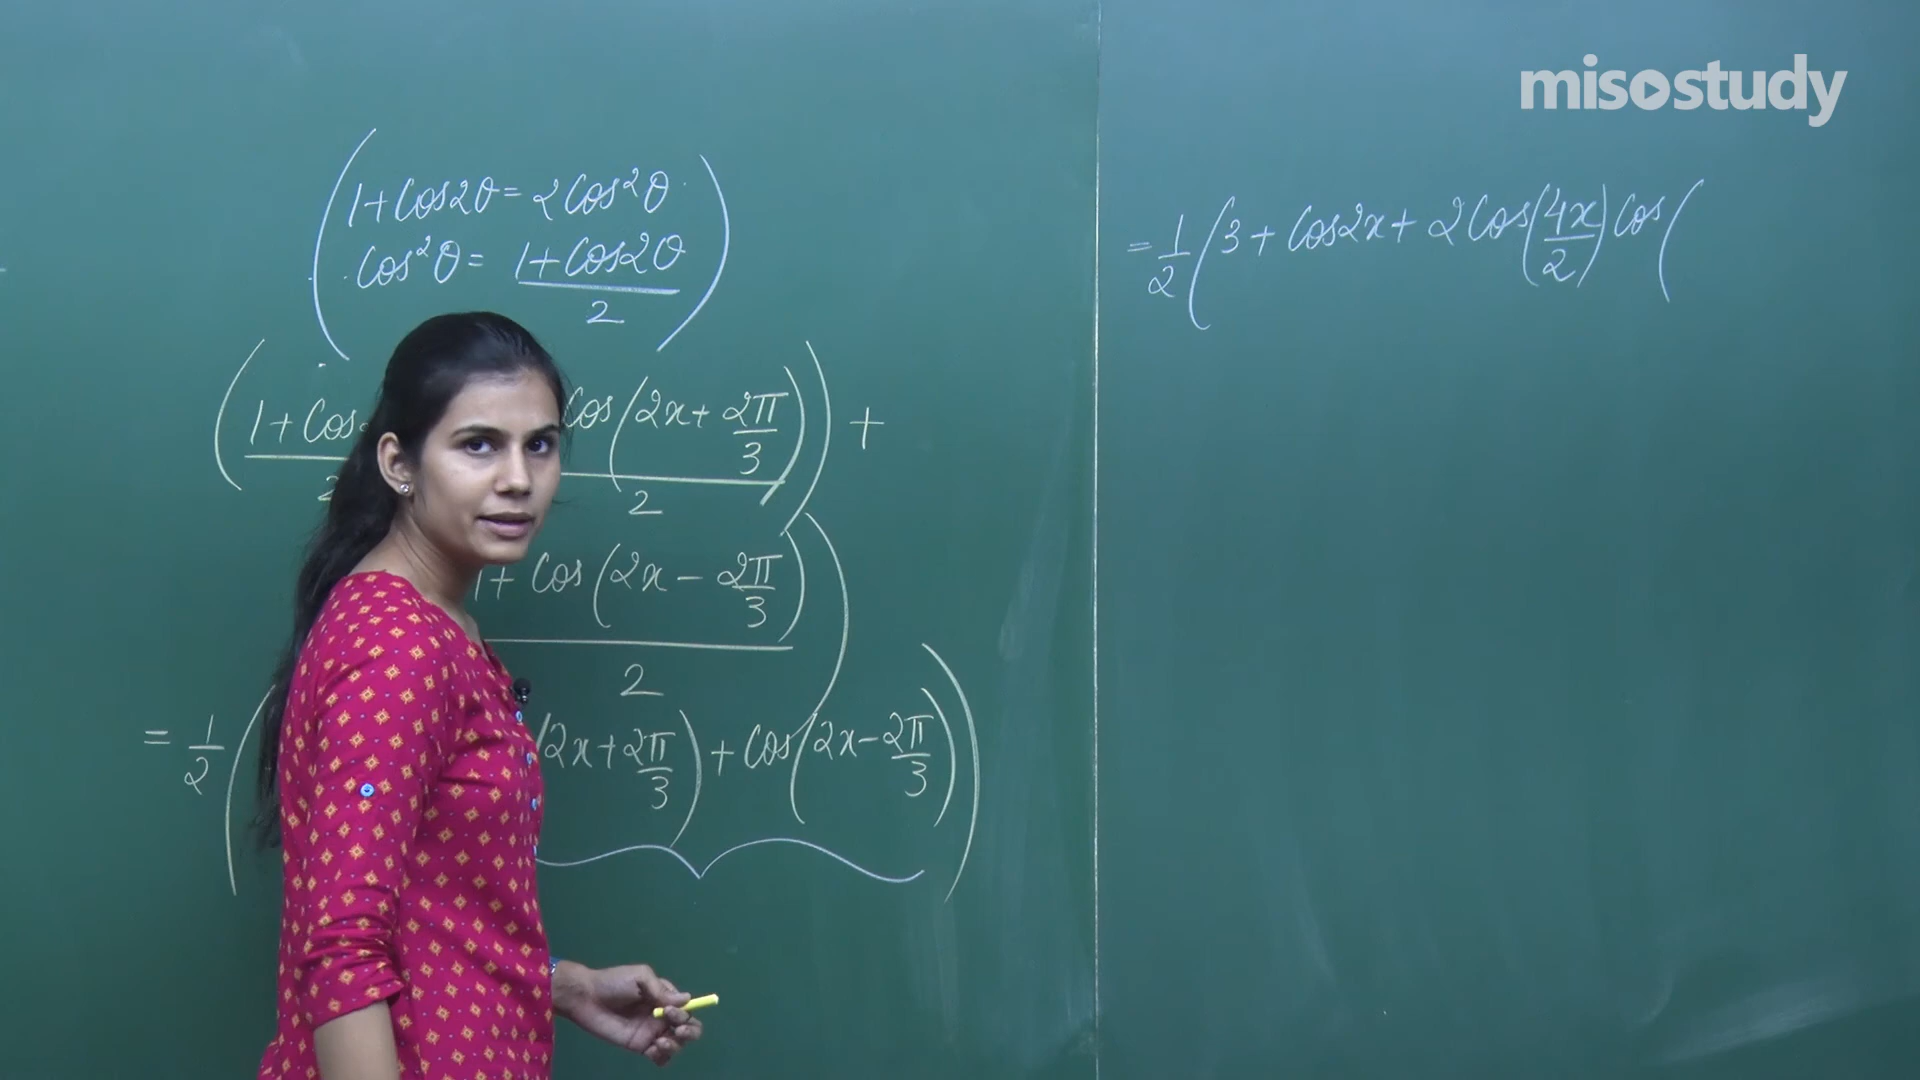 misostudy
1+Cos2θ=2Cos²θ
Cos²θ= 1+Cos2θ
2
(1+Cos Cos(2x+2π/3)) +
2 2
1+ Cos(2x-2π/3))
2
= 1/2 ( (2x+2π/3)+Cos(2x-2π/3))
= 1/2 (3+Cos2x+2Cos(4x/2)Cos(